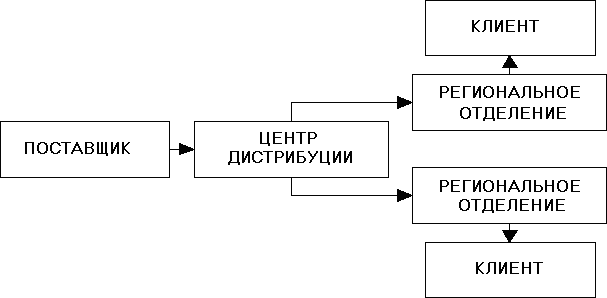 КЛИЕНТ
РЕГИОНАЛЬНОЕ
ОТДЕЛЕНИЕ
ПОСТАВЩИК
ЦЕНТР
ДИСТРИБУЦИИ
РЕГИОНАЛЬНОЕ
ОТДЕЛЕНИЕ
КЛИЕНТ